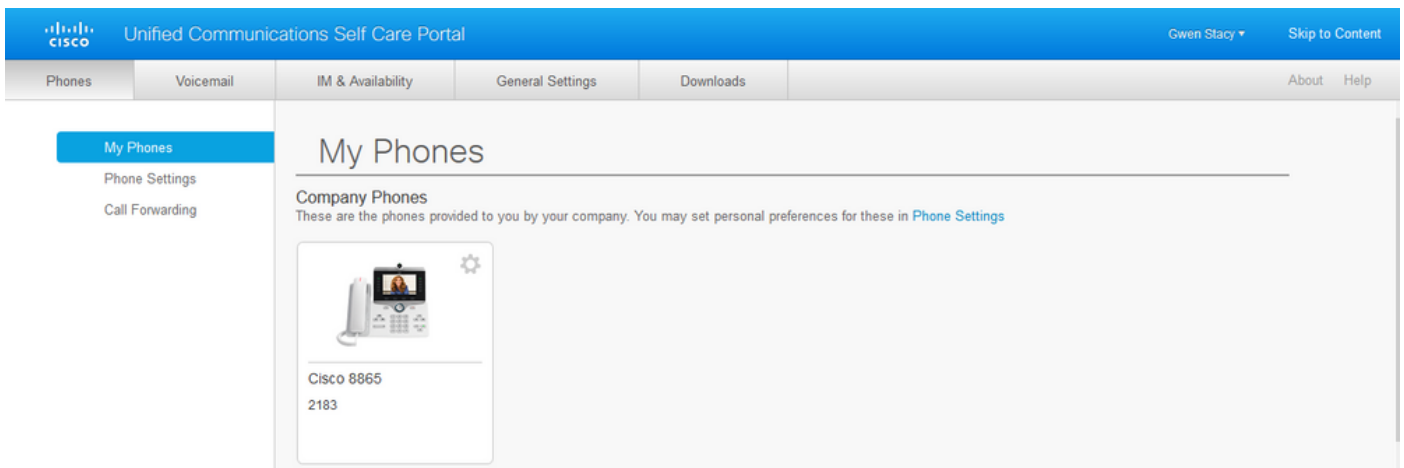 cisco
Unified Communications Self Care Portal
Gwen Stacy
Skip to Content
Phones
Voicemail
IM & Availability
General Settings
Downloads
About
Help
My Phones
Phone Settings
Call Forwarding
My Phones
Company Phones
These are the phones provided to you by your company. You may set personal preferences for these in Phone Settings
Cisco 8865
2183